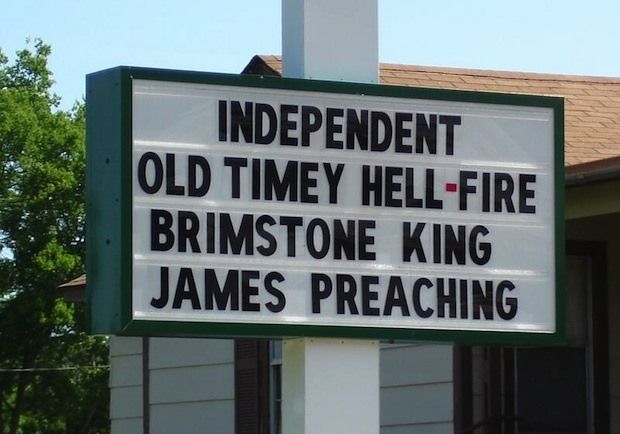 INDEPENDENT
OLD TIMEY HELL-FIRE
BRIMSTONE KING
JAMES PREACHING